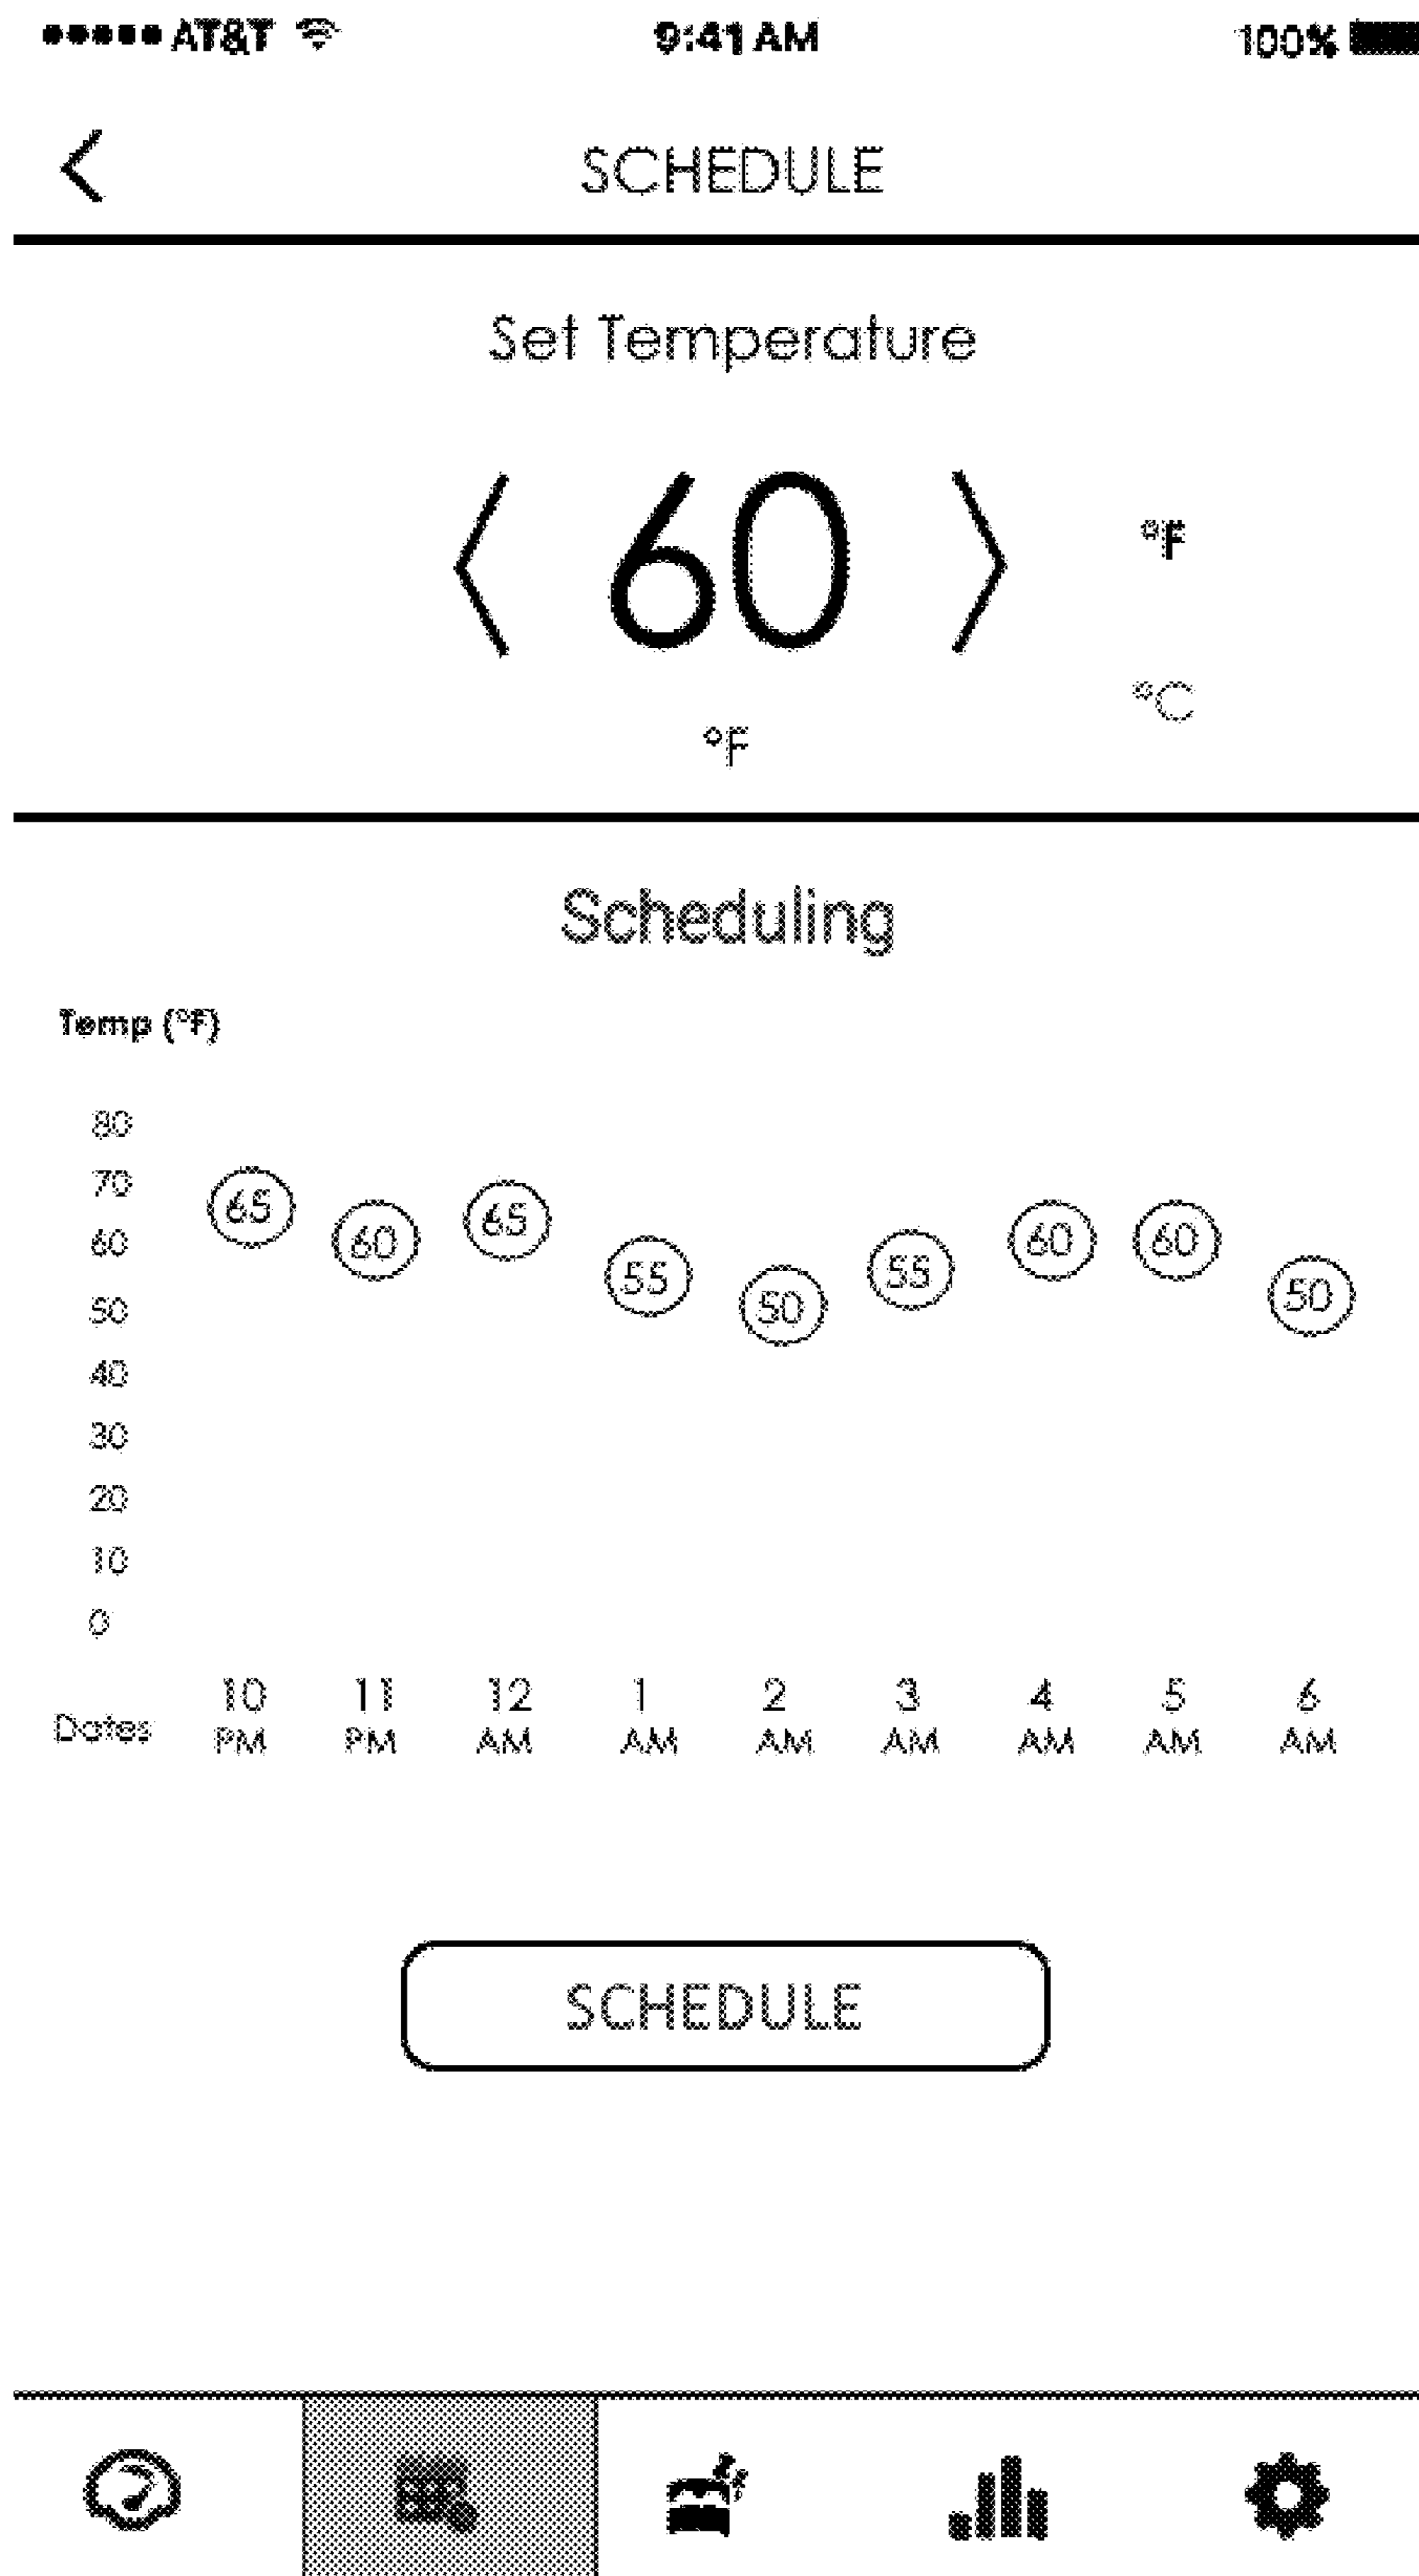 AT&T 9:41 AM 100%
SCHEDULE
Set Temperature
60
°F
°C
°F
Scheduling
Temp (°F)
80
70
60
50
40
30
20
10
0
65 60 65 55 50 55 60 60 50
Dates
10 PM
11 PM
12 AM
1 AM
2 AM
3 AM
4 AM
5 AM
6 AM
SCHEDULE